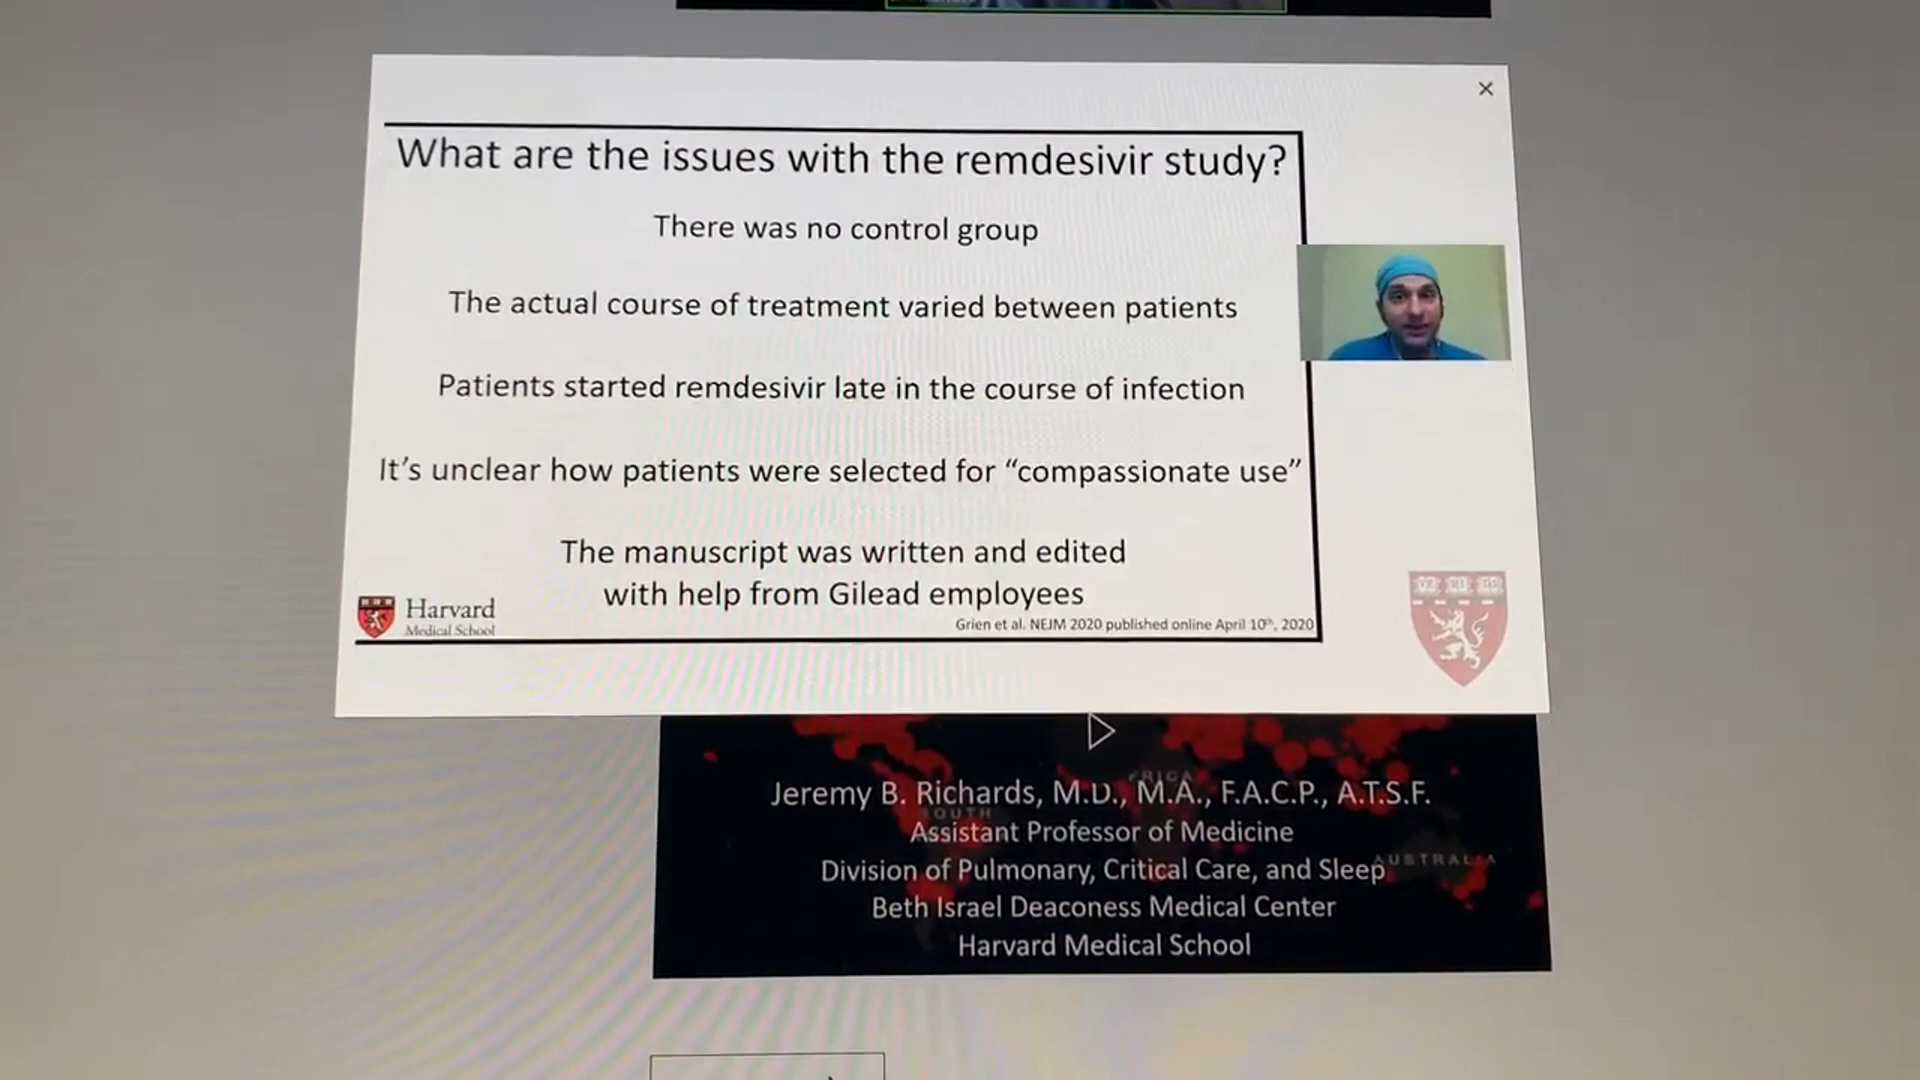 What are the issues with the remdesivir study?
There was no control group
The actual course of treatment varied between patients
Patients started remdesivir late in the course of infection
It's unclear how patients were selected for “compassionate use”
The manuscript was written and edited
with help from Gilead employees
Grien et al. NEJM 2020 published online April 10th, 2020
Harvard
Medical School
Jeremy B. Richards, M.D., M.A., F.A.C.P., A.T.S.F.
Assistant Professor of Medicine
Division of Pulmonary, Critical Care, and Sleep
AUSTRALIA
Beth Israel Deaconess Medical Center
Harvard Medical School